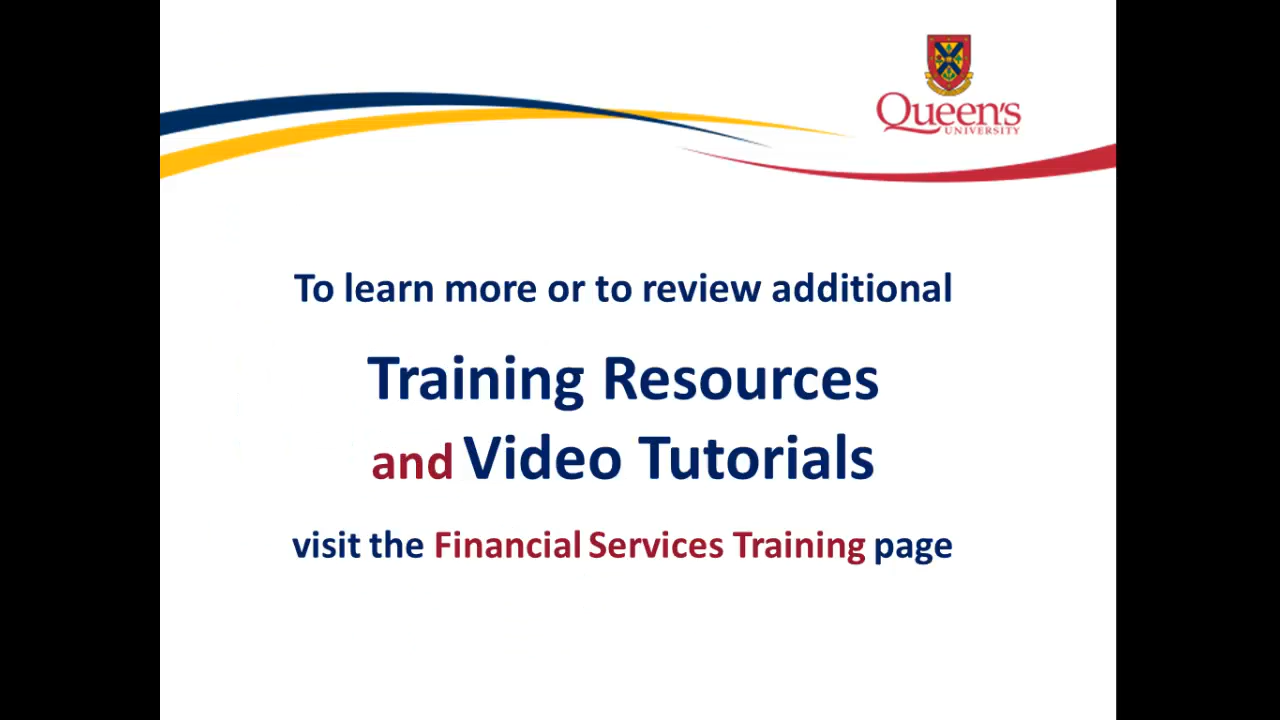 Queen's
UNIVERSITY
To learn more or to review additional
Training Resources
and Video Tutorials
visit the Financial Services Training page